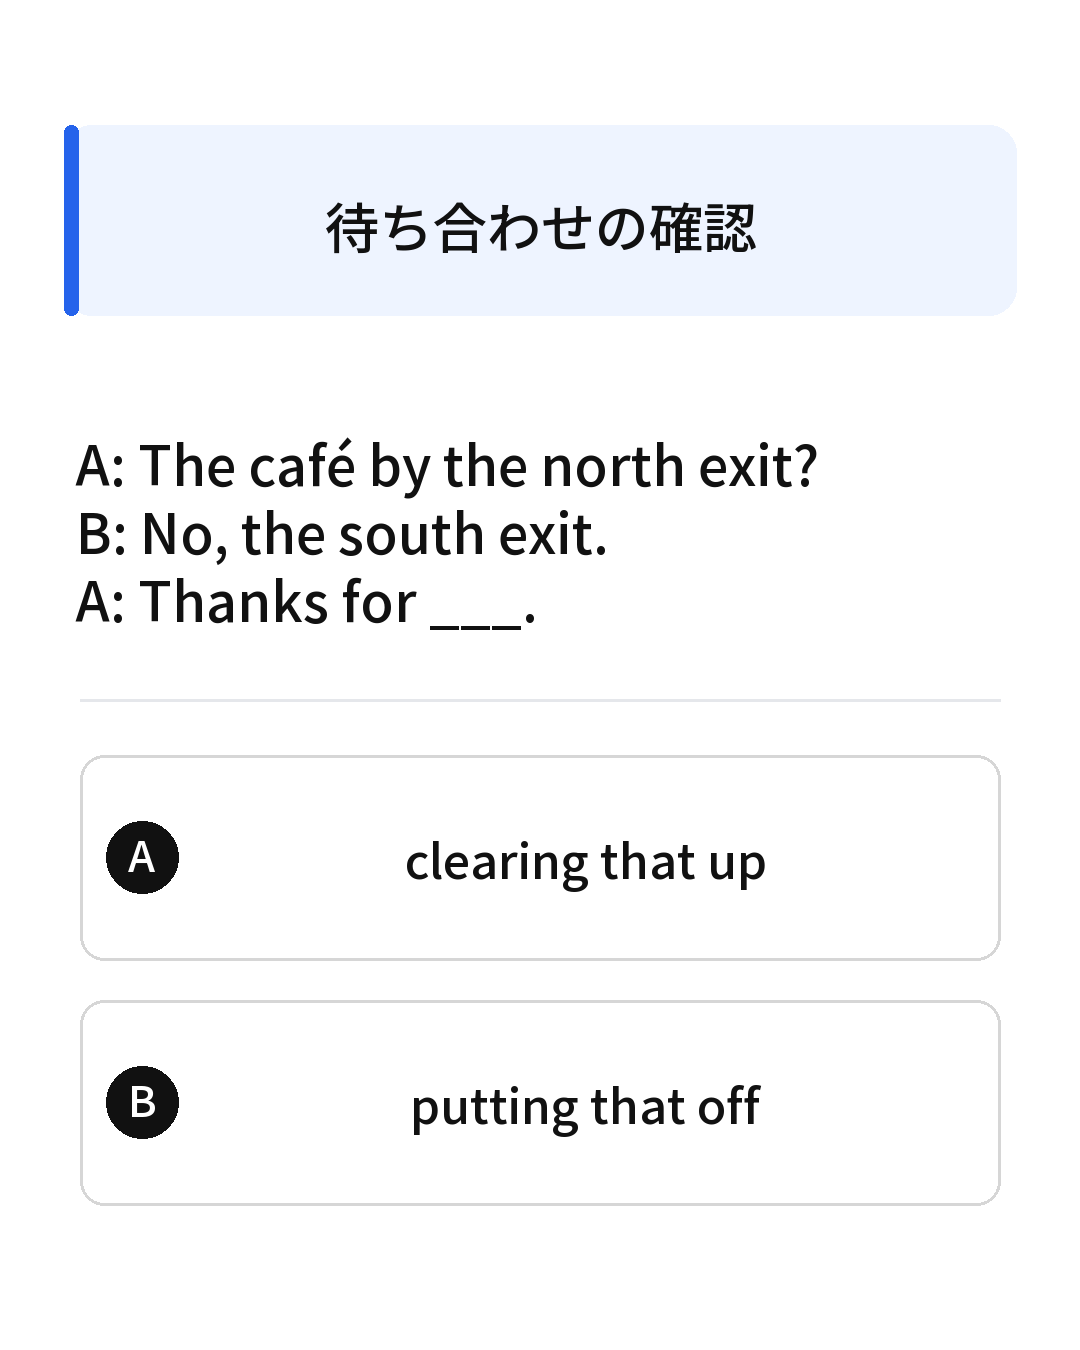 待ち合わせの確認
A: The café by the north exit?
B: No, the south exit.
A: Thanks for ___.
A
clearing that up
B
putting that off